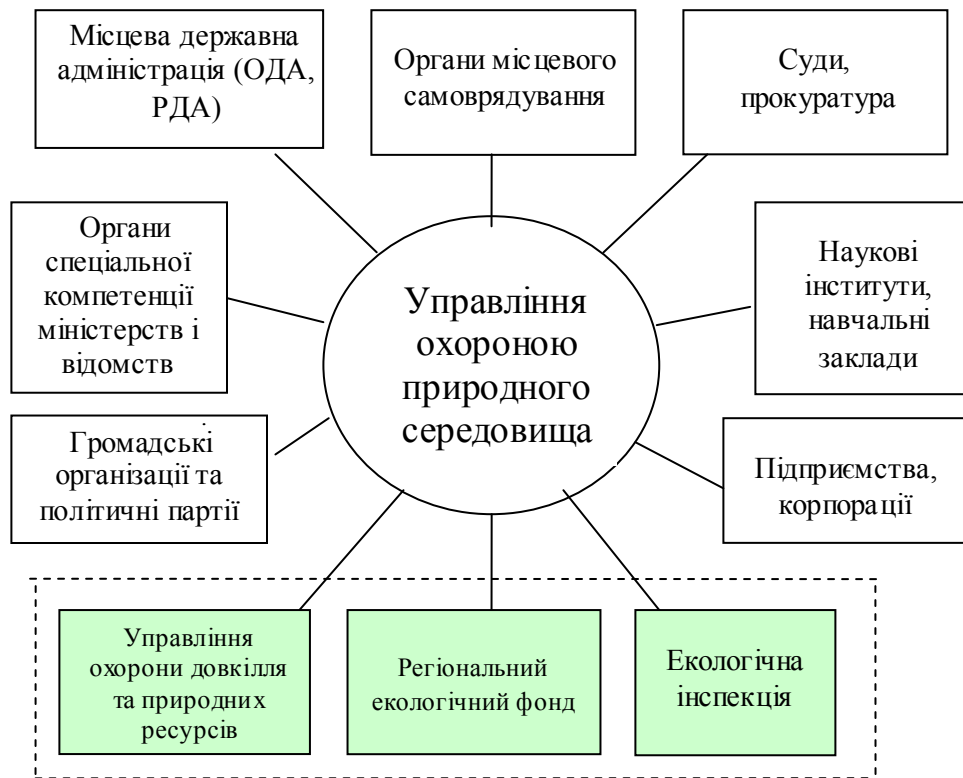 Місцева державна
адміністрація (ОДА,
РДА)
Органи місцевого
самоврядування
Суди,
прокуратура
Органи
спеціальної
компетенції
міністерств і
відомств
Управління
охороною
природного
середовища
Наукові
інститути,
навчальні
заклади
Громадські
організації та
політичні партії
Підприємства,
корпорації
Управління
охорони довкілля
та природних
ресурсів
Регіональний
екологічний фонд
Екологічна
інспекція